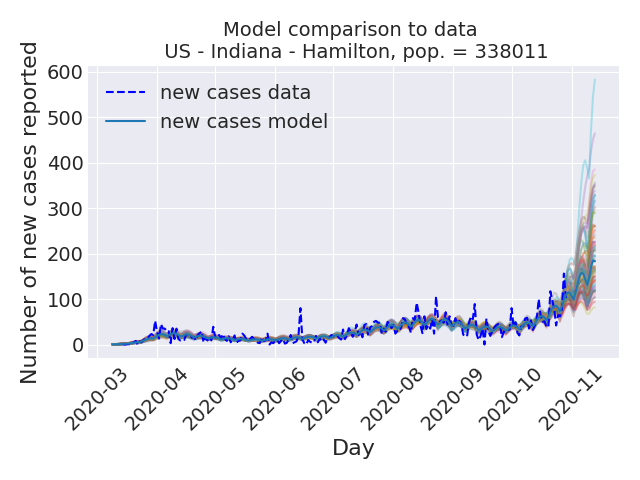 Model comparison to data
US - Indiana - Hamilton, pop. = 338011
Number of new cases reported
600
500
400
300
200
100
0
new cases data
new cases model
2020-03
2020-04
2020-05
2020-06
2020-07
2020-08
2020-09
2020-10
2020-11
Day